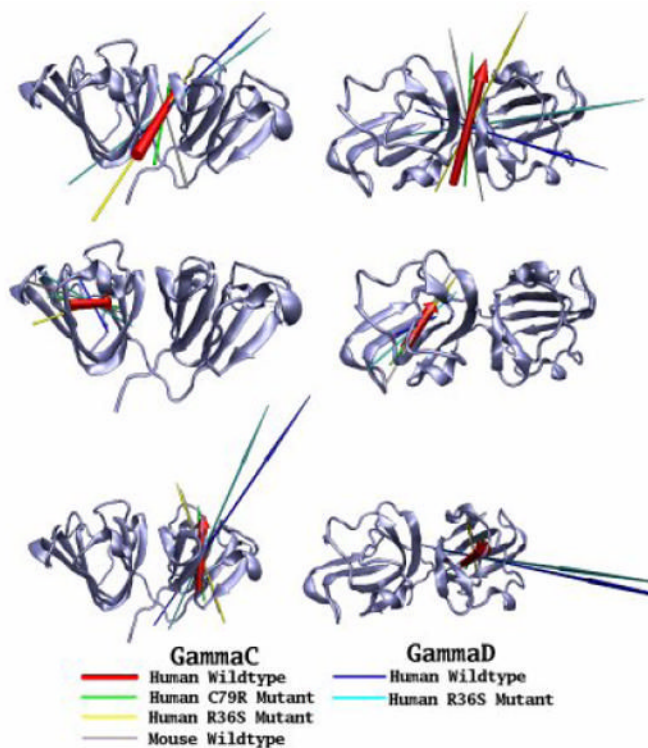 GammaC GammaD
Human Wildtype Human Wildtype
Human C79R Mutant Human R36S Mutant
Human R36S Mutant
Mouse Wildtype